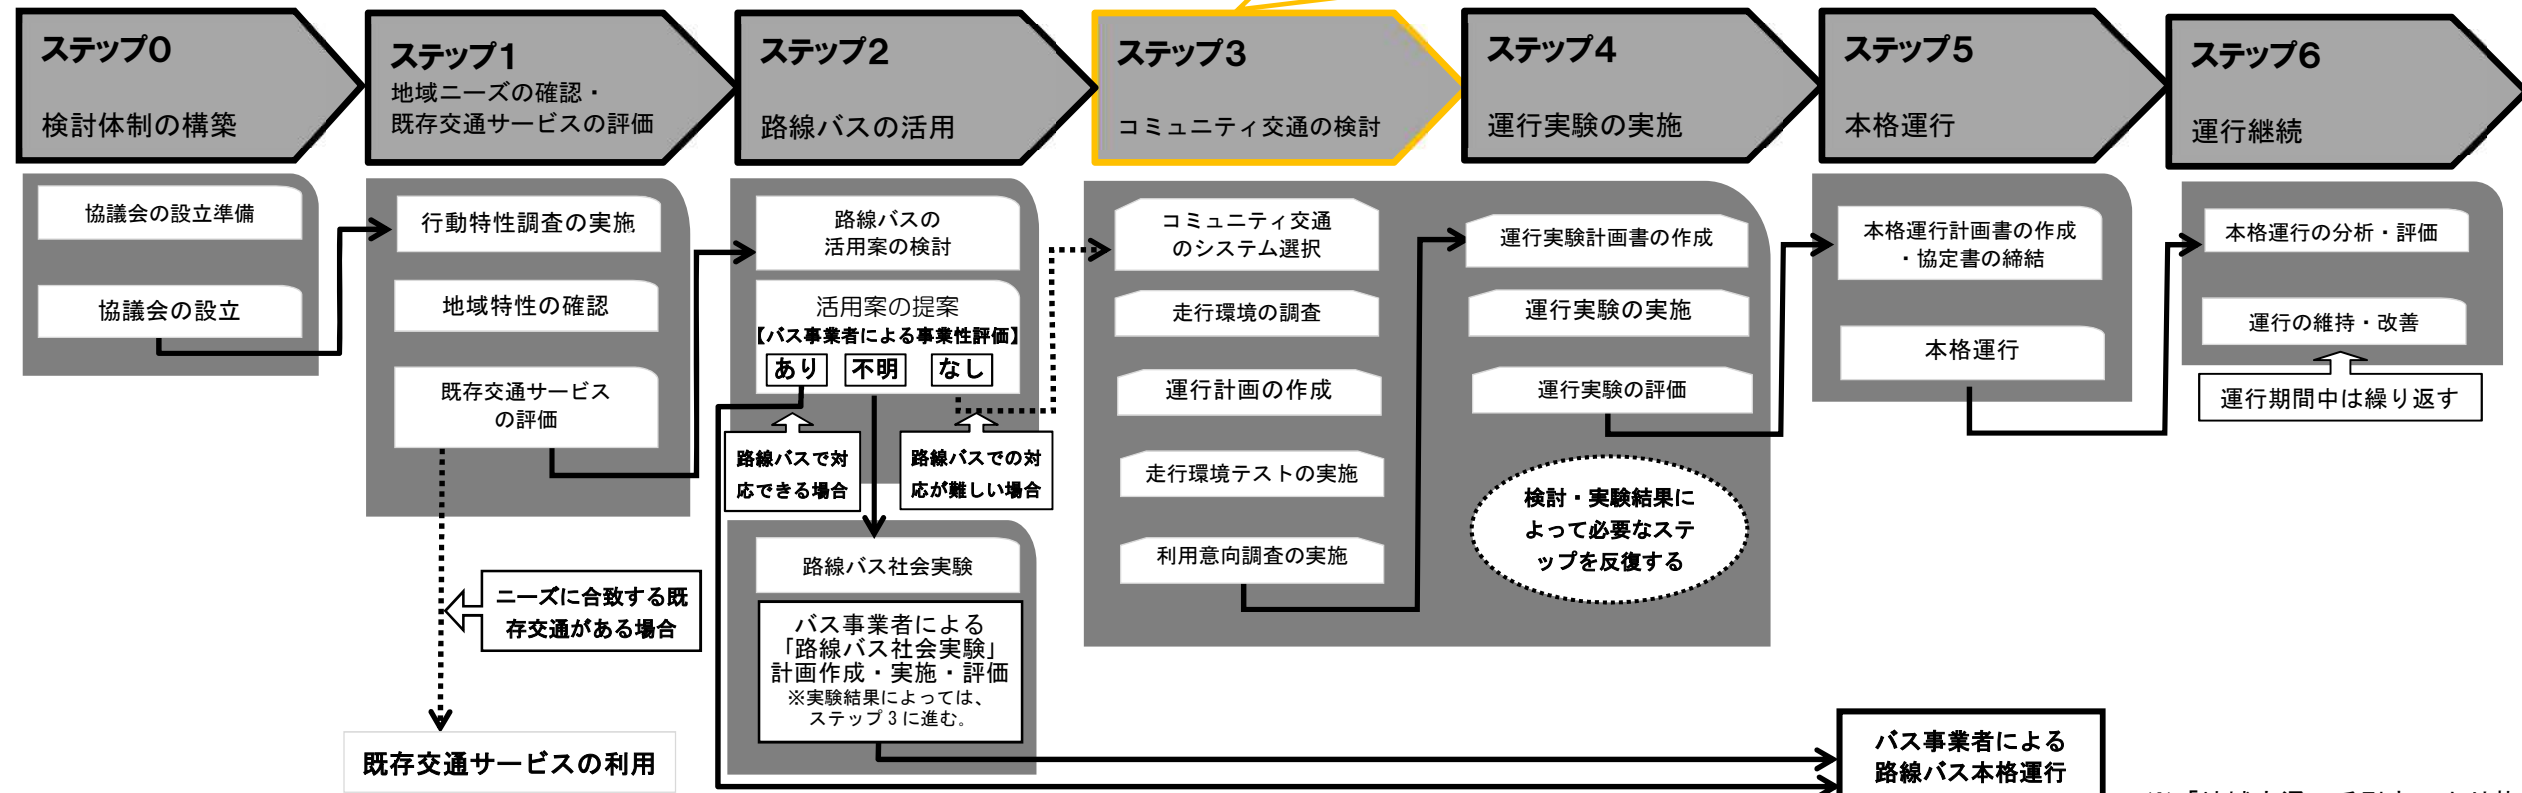 ステップ0
検討体制の構築
ステップ1
地域ニーズの確認・
既存交通サービスの評価
ステップ2
路線バスの活用
ステップ3
コミュニティ交通の検討
ステップ4
運行実験の実施
ステップ5
本格運行
ステップ6
運行継続
協議会の設立準備
協議会の設立
行動特性調査の実施
地域特性の確認
既存交通サービス
の評価
ニーズに合致する既
存交通がある場合
既存交通サービスの利用
路線バスの
活用案の検討
活用案の提案
【バス事業者による事業性評価】
あり 不明 なし
路線バスで対
応できる場合
路線バスでの対
応が難しい場合
路線バス社会実験
バス事業者による
「路線バス社会実験」
計画作成・実施・評価
※実験結果によっては、
ステップ3に進む。
コミュニティ交通
のシステム選択
走行環境の調査
運行計画の作成
走行環境テストの実施
利用意向調査の実施
運行実験計画書の作成
運行実験の実施
運行実験の評価
検討・実験結果に
よって必要なステ
ップを反復する
本格運行計画書の作成
・協定書の締結
本格運行
本格運行の分析・評価
運行の維持・改善
運行期間中は繰り返す
バス事業者による
路線バス本格運行